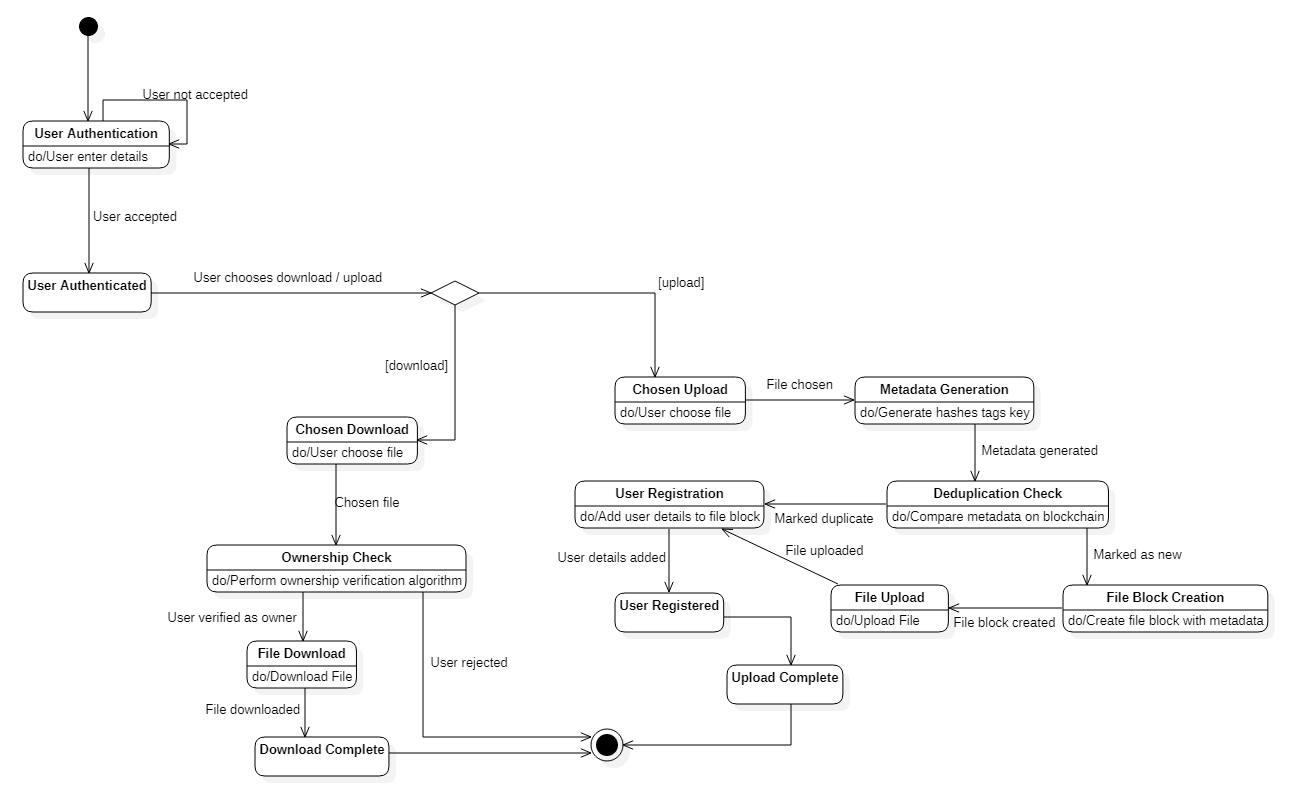 User not accepted
User Authentication
do/User enter details
User accepted
User Authenticated
User chooses download / upload
[upload]
[download]
Chosen Upload
do/User choose file
File chosen
Metadata Generation
do/Generate hashes tags key
Metadata generated
Chosen Download
do/User choose file
Chosen file
User Registration
do/Add user details to file block
Marked duplicate
Deduplication Check
do/Compare metadata on blockchain
Marked as new
File uploaded
User details added
Ownership Check
do/Perform ownership verification algorithm
User Registered
File Upload
do/Upload File
File block created
File Block Creation
do/Create file block with metadata
User verified as owner
File Download
do/Download File
User rejected
Upload Complete
File downloaded
Download Complete